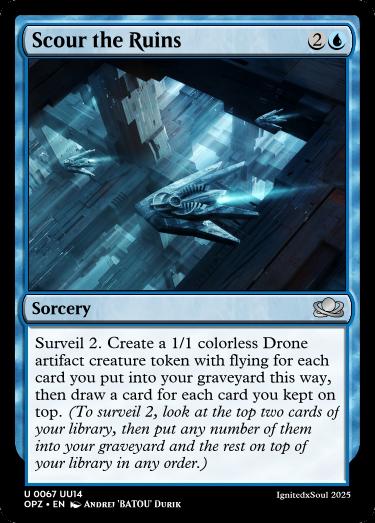 Scour the Ruins 2
Sorcery
Surveil 2. Create a 1/1 colorless Drone
artifact creature token with flying for each
card you put into your graveyard this way,
then draw a card for each card you kept on
top. (To surveil 2, look at the top two cards of
your library, then put any number of them
into your graveyard and the rest on top of
your library in any order.)
U 0067 UU14
OPZ • EN Andrei 'BATOU' Durik
IgnitedxSoul 2025